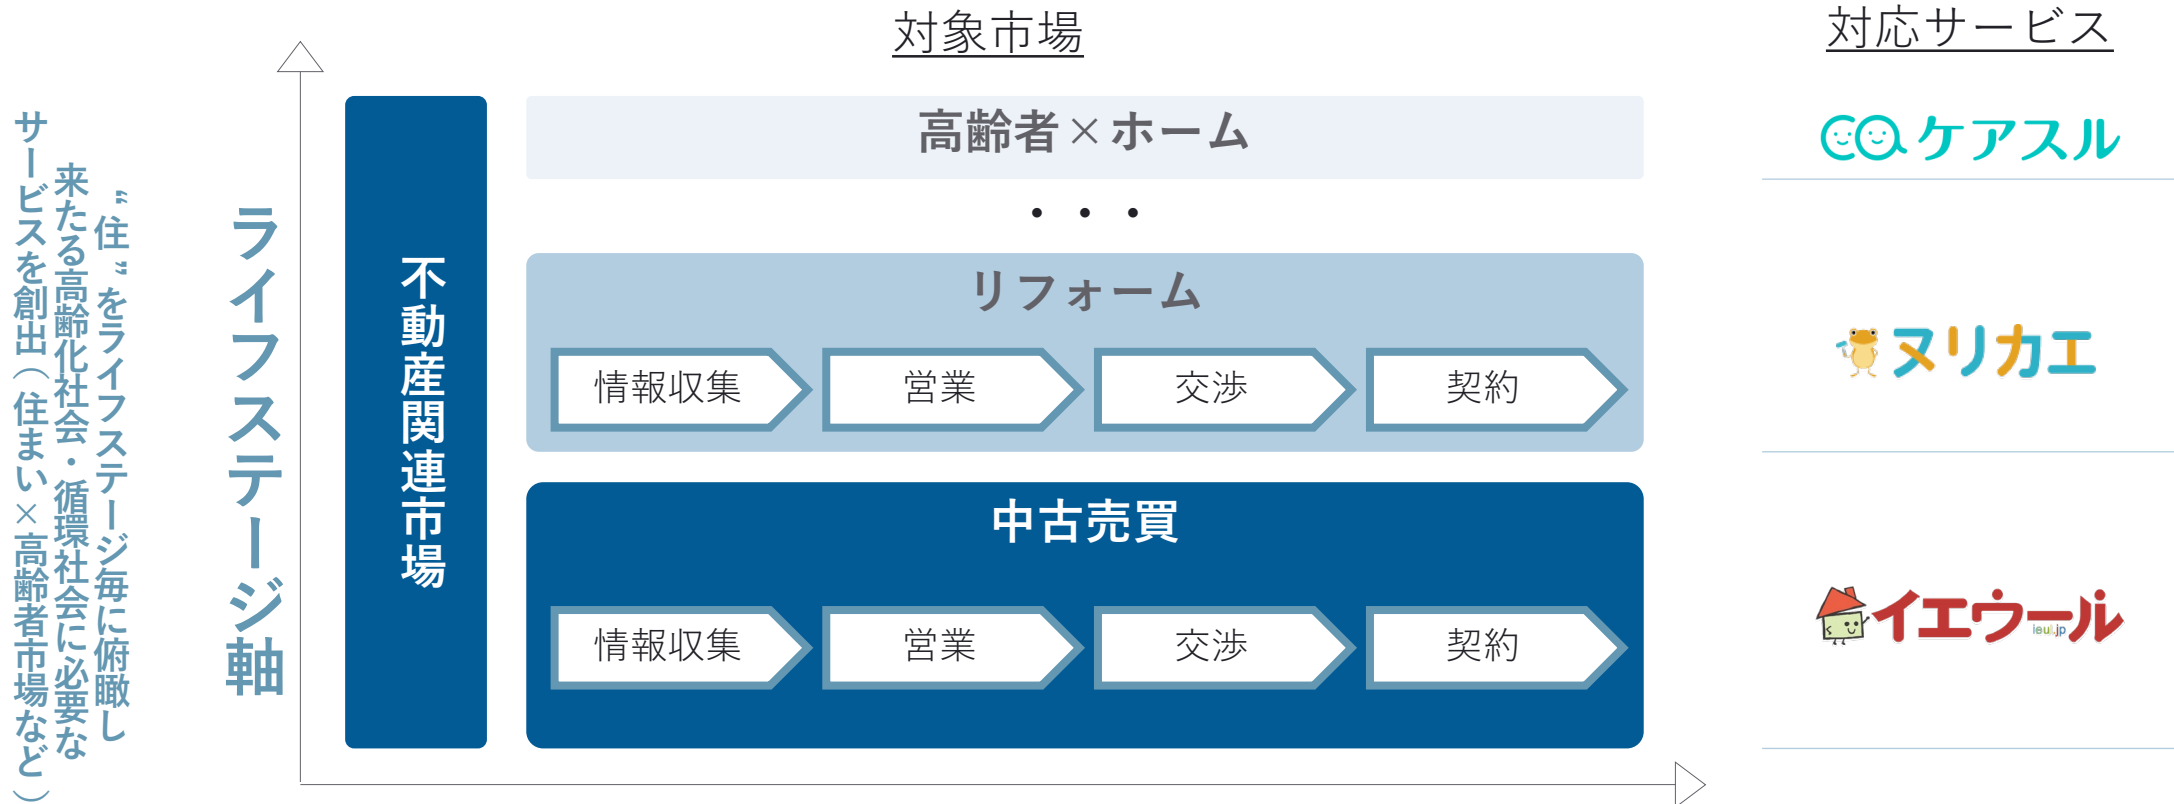 対象市場
対応サービス
“住”をライフステージ毎に俯瞰し
来たる高齢化社会・循環社会に必要な
サービスを創出（住まい×高齢者市場など）
ライフステージ軸
不動産関連市場
高齢者×ホーム
・・・
リフォーム
情報収集
営業
交渉
契約
中古売買
情報収集
営業
交渉
契約
ケアスル
ヌリカエ
イエウール
ieul.jp